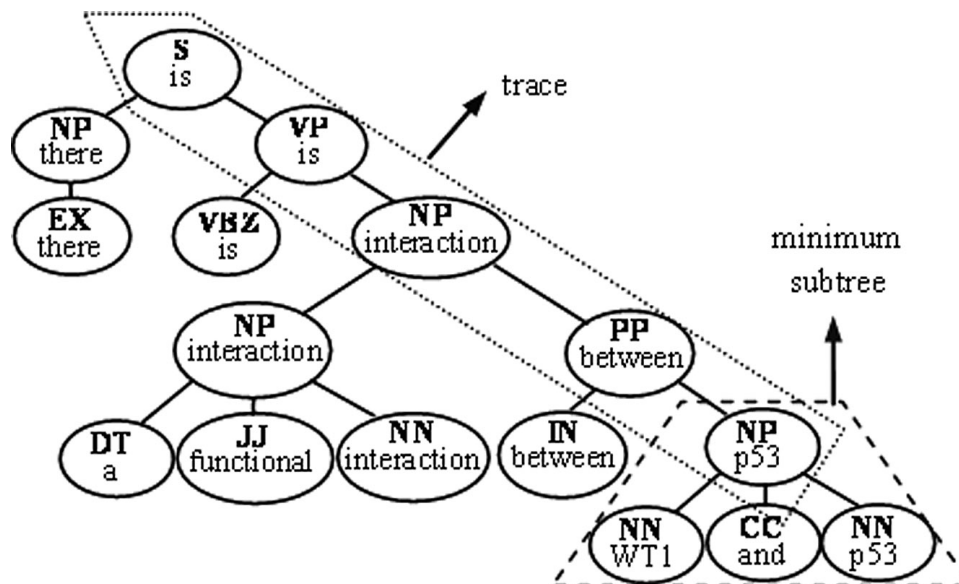 S
is
trace
NP
there
VP
is
EX
there
VBZ
is
NP
interaction
minimum
subtree
NP
interaction
PP
between
DT
a
JJ
functional
NN
interaction
IN
between
NP
p53
NN
WT1
CC
and
NN
p53